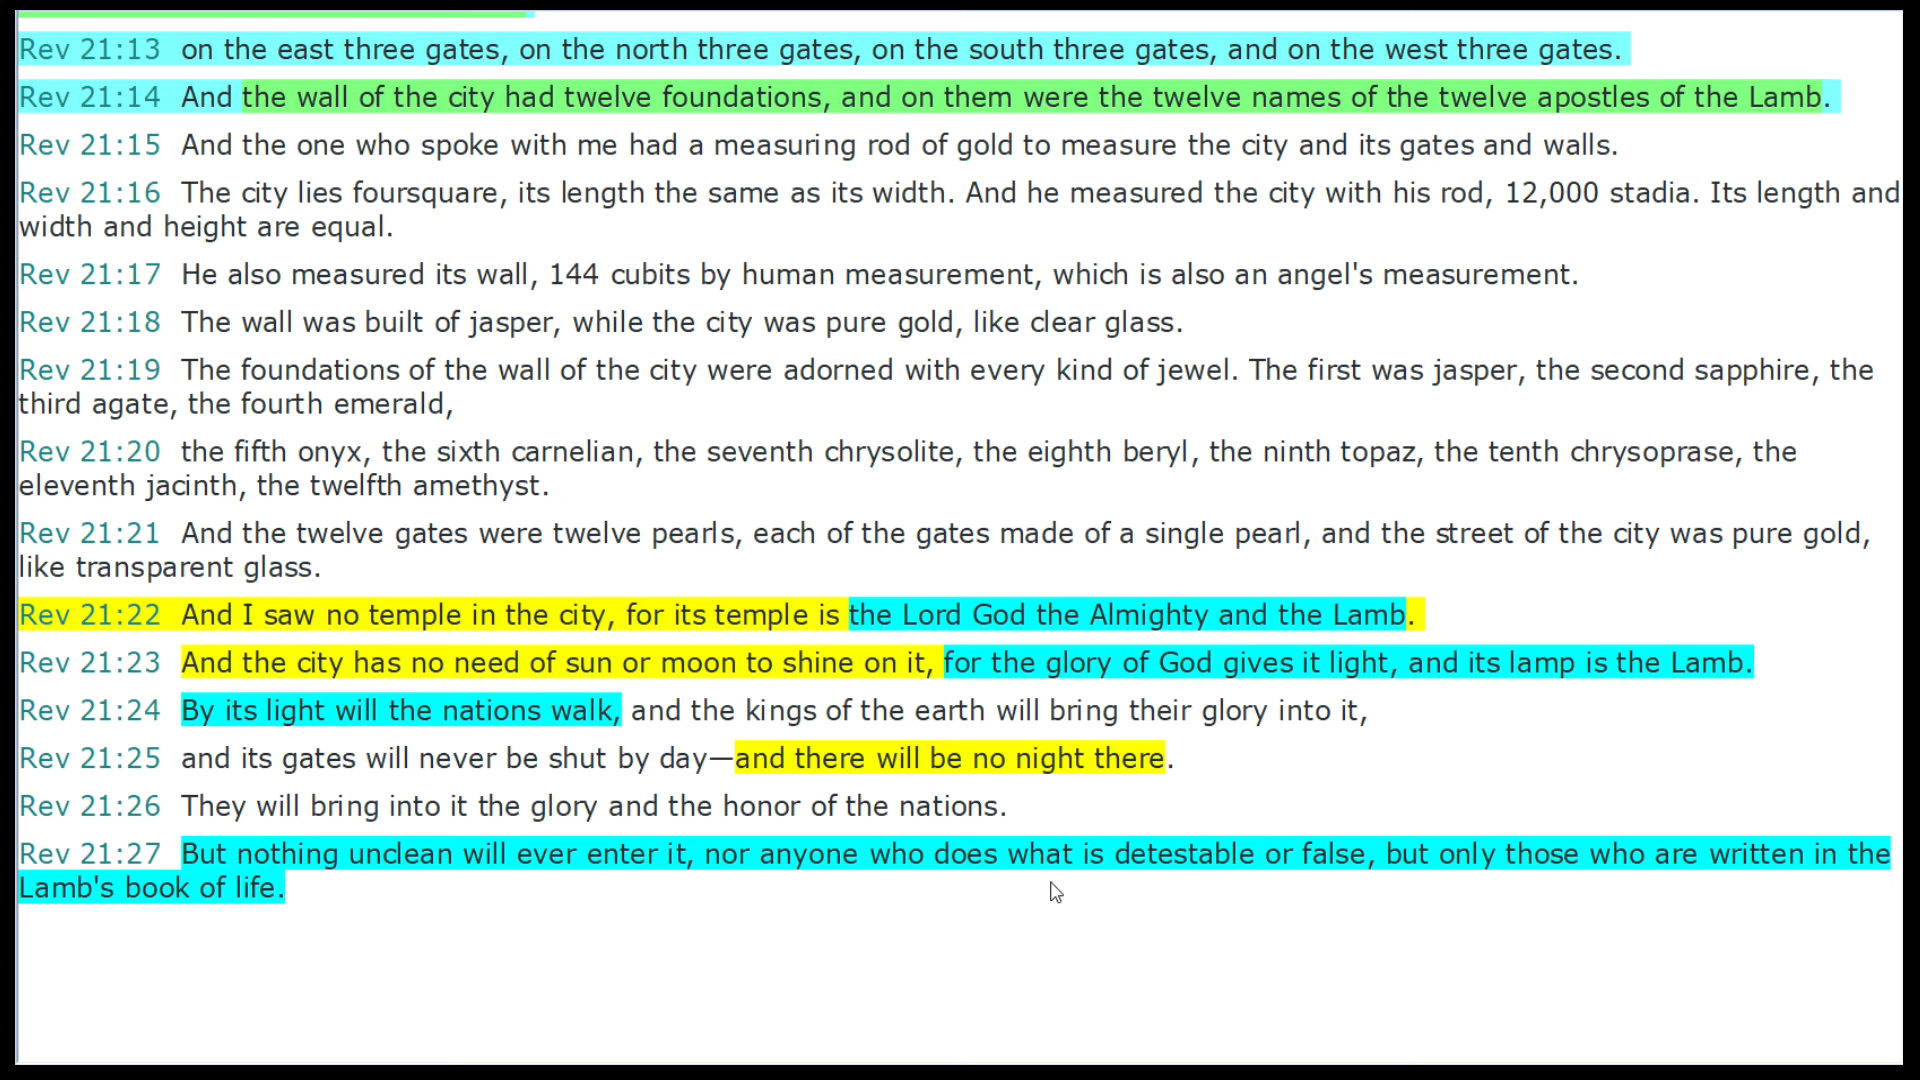 Rev 21:13 on the east three gates, on the north three gates, on the south three gates, and on the west three gates.
Rev 21:14 And the wall of the city had twelve foundations, and on them were the twelve names of the twelve apostles of the Lamb.
Rev 21:15 And the one who spoke with me had a measuring rod of gold to measure the city and its gates and walls.
Rev 21:16 The city lies foursquare, its length the same as its width. And he measured the city with his rod, 12,000 stadia. Its length and
width and height are equal.
Rev 21:17 He also measured its wall, 144 cubits by human measurement, which is also an angel's measurement.
Rev 21:18 The wall was built of jasper, while the city was pure gold, like clear glass.
Rev 21:19 The foundations of the wall of the city were adorned with every kind of jewel. The first was jasper, the second sapphire, the
third agate, the fourth emerald,
Rev 21:20 the fifth onyx, the sixth carnelian, the seventh chrysolite, the eighth beryl, the ninth topaz, the tenth chrysoprase, the
eleventh jacinth, the twelfth amethyst.
Rev 21:21 And the twelve gates were twelve pearls, each of the gates made of a single pearl, and the street of the city was pure gold,
like transparent glass.
Rev 21:22 And I saw no temple in the city, for its temple is the Lord God the Almighty and the Lamb.
Rev 21:23 And the city has no need of sun or moon to shine on it, for the glory of God gives it light, and its lamp is the Lamb.
Rev 21:24 By its light will the nations walk, and the kings of the earth will bring their glory into it,
Rev 21:25 and its gates will never be shut by day—and there will be no night there.
Rev 21:26 They will bring into it the glory and the honor of the nations.
Rev 21:27 But nothing unclean will ever enter it, nor anyone who does what is detestable or false, but only those who are written in the
Lamb's book of life.